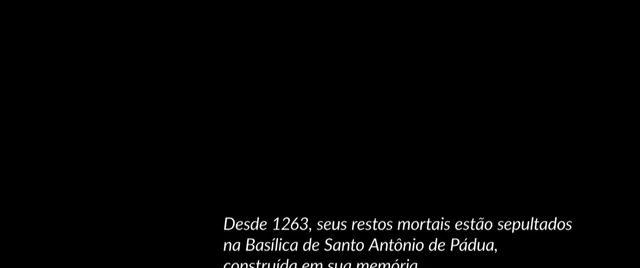 Desde 1263, seus restos mortais estão sepultados
na Basílica de Santo Antônio de Pádua,
construída em sua memória